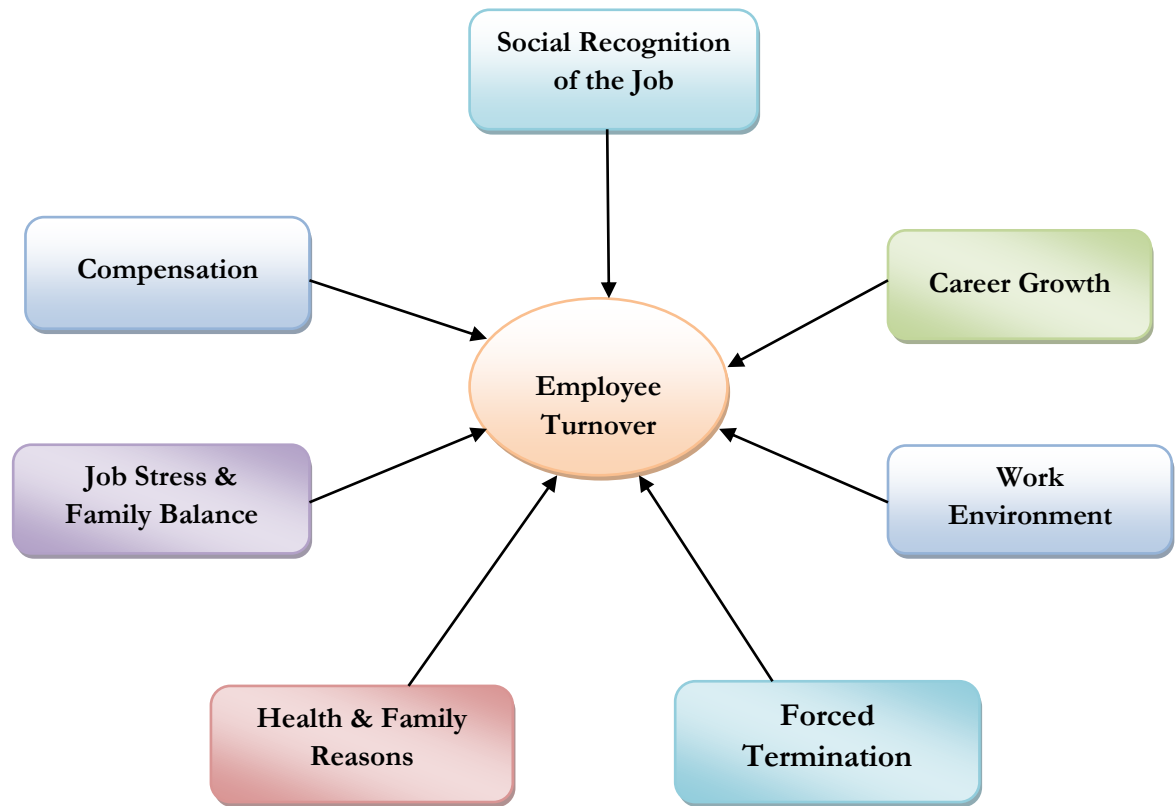 Social Recognition
of the Job
Compensation
Career Growth
Employee
Turnover
Job Stress &
Family Balance
Work
Environment
Health & Family
Reasons
Forced
Termination